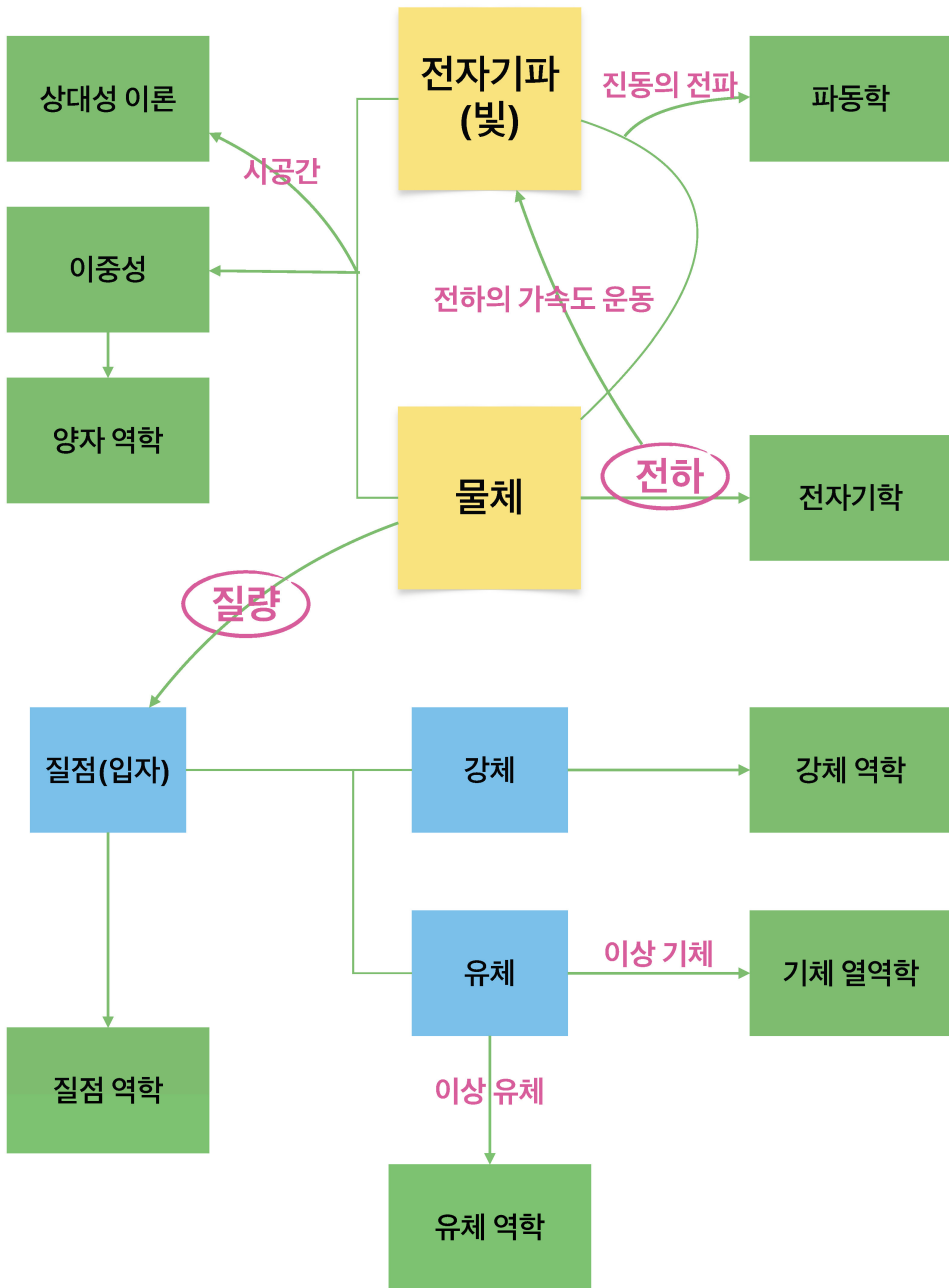 상대성 이론
전자기파
(빛)
진동의 전파
파동학
시공간
이중성
전하의 가속도 운동
양자 역학
물체
전하
전자기학
질량
질점(입자)
강체
강체 역학
유체
이상 기체
기체 열역학
질점 역학
이상 유체
유체 역학